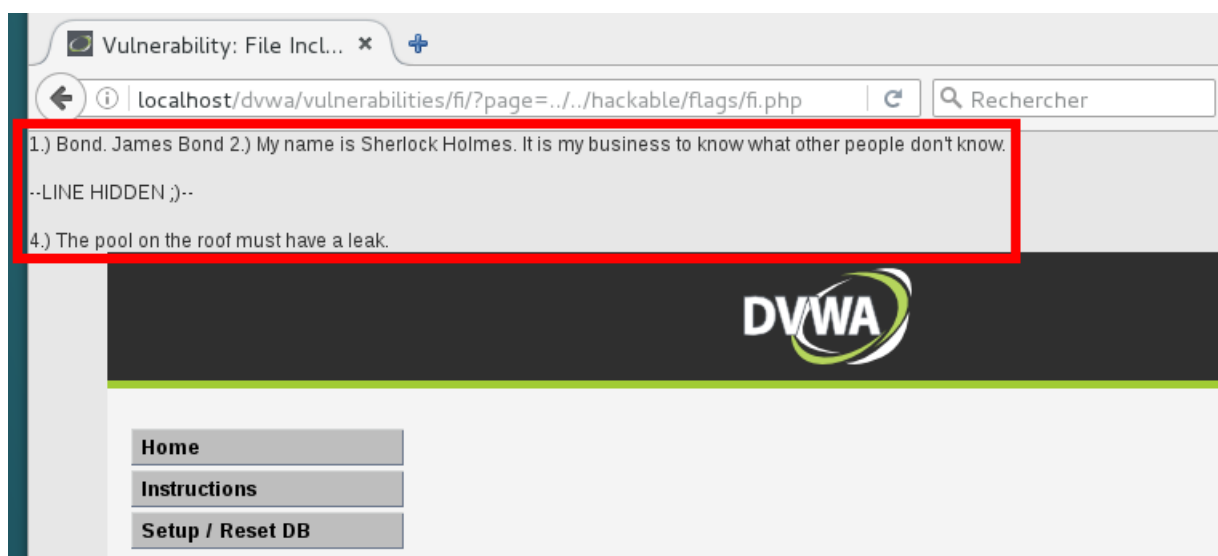 Vulnerability: File Incl...
localhost/dvwa/vulnerabilities/fi/?page=../../hackable/flags/fi.php
Rechercher
1.) Bond. James Bond 2.) My name is Sherlock Holmes. It is my business to know what other people don't know.
--LINE HIDDEN ;)--
4.) The pool on the roof must have a leak.
DVWA
Home
Instructions
Setup / Reset DB